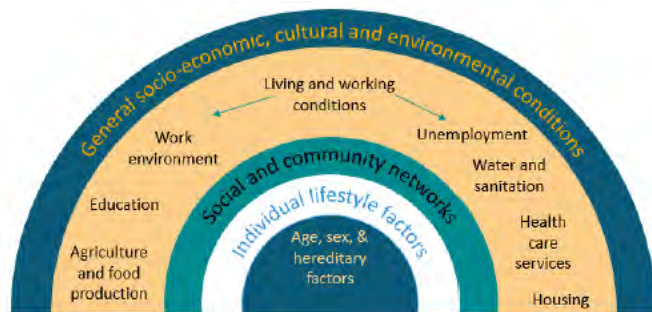 General socio-economic, cultural and environmental conditions
Living and working
conditions
Work
environment
Unemployment
Water and
sanitation
Education
Health
care
services
Agriculture
and food
production
Housing
Social and community networks
Individual lifestyle factors
Age, sex, &
hereditary
factors